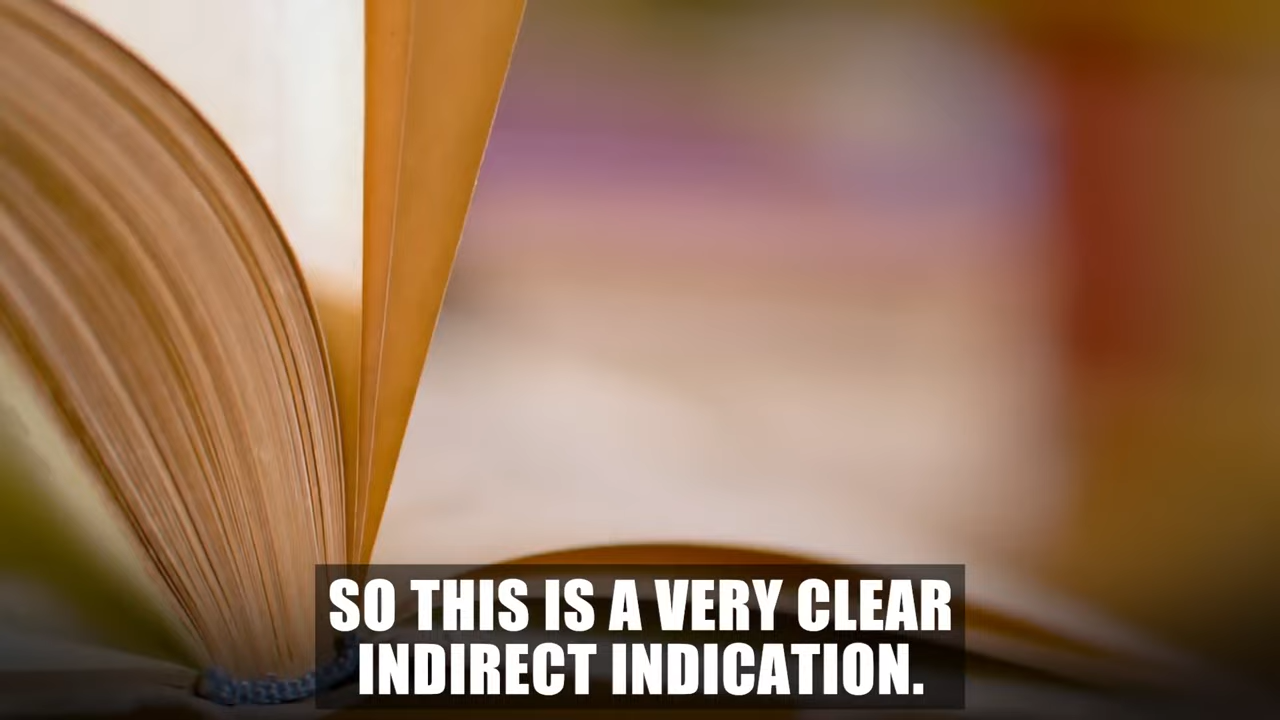 SO THIS IS A VERY CLEAR
INDIRECT INDICATION.